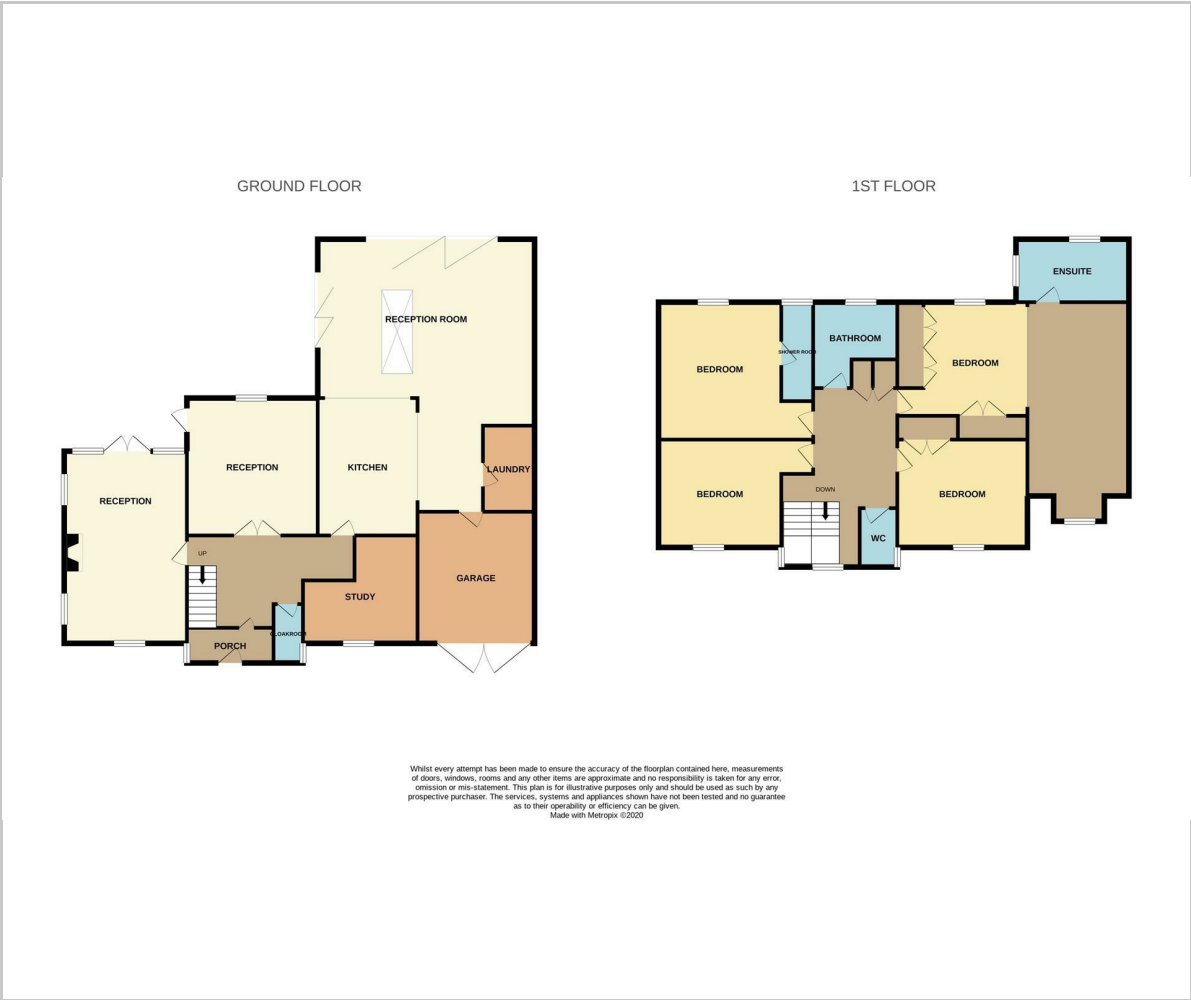 GROUND FLOOR
RECEPTION ROOM
RECEPTION
KITCHEN
LAUNDRY
RECEPTION
UP
GARAGE
STUDY
CLOAKROOM
PORCH
1ST FLOOR
ENSUITE
BATHROOM
SHOWER ROOM
BEDROOM
BEDROOM
DOWN
BEDROOM
BEDROOM
WC
Whilst every attempt has been made to ensure the accuracy of the floorplan contained here, measurements
of doors, windows, rooms and any other items are approximate and no responsibility is taken for any error,
omission or mis-statement. This plan is for illustrative purposes only and should be used as such by any
prospective purchaser. The services, systems and appliances shown have not been tested and no guarantee
as to their operability or efficiency can be given.
Made with Metropix ©2020